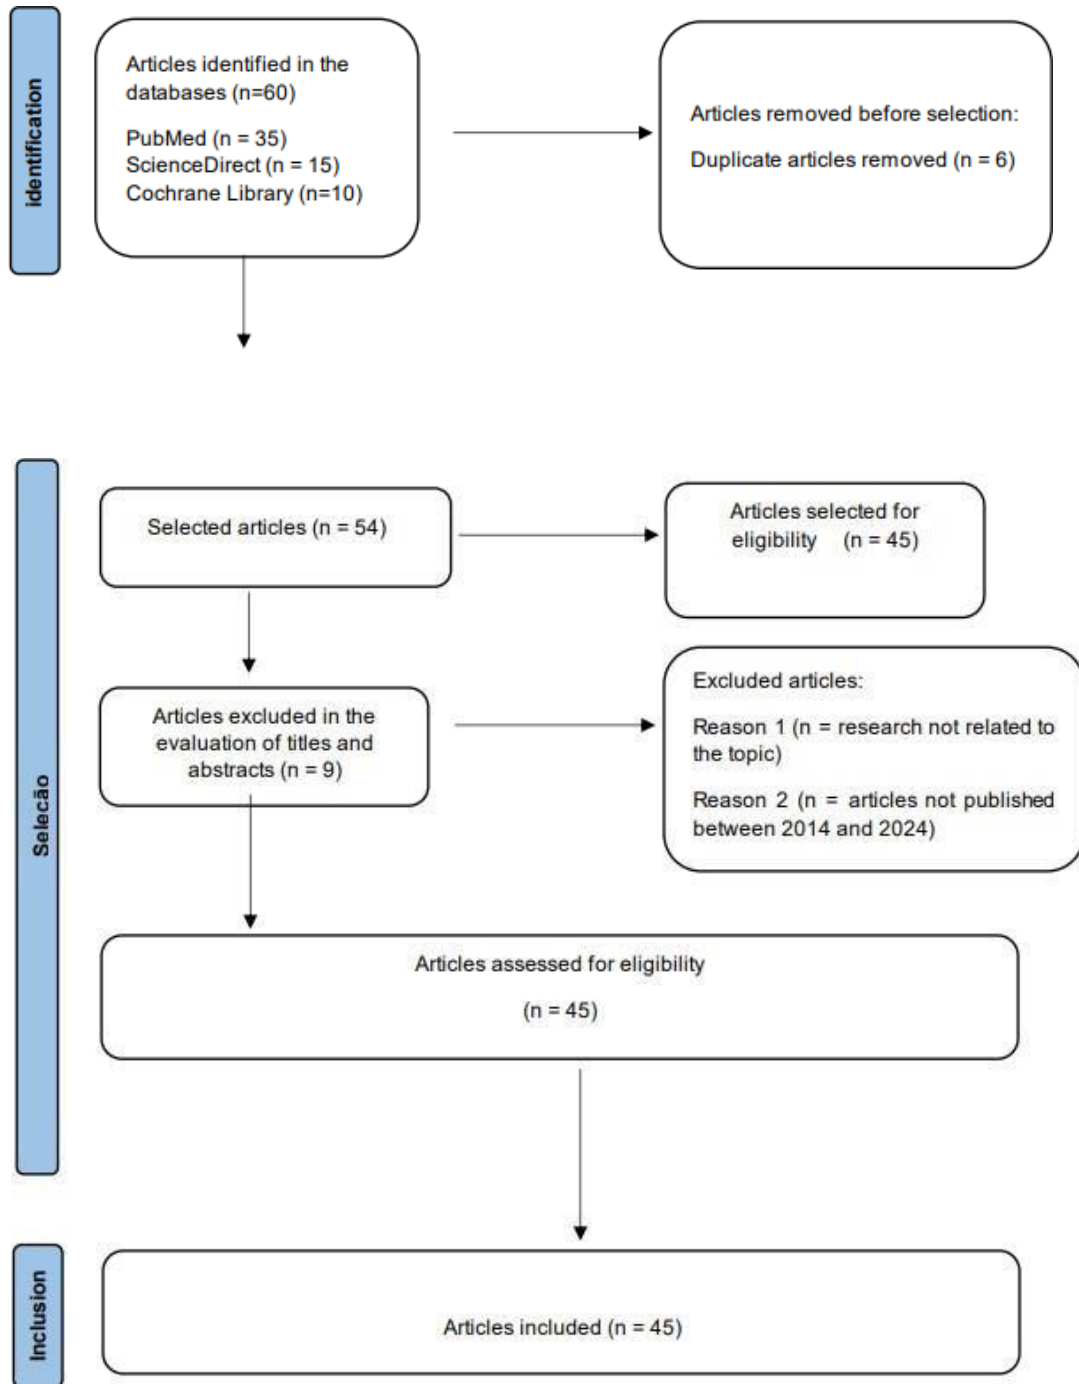 identification
Articles identified in the
databases (n=60)
PubMed (n = 35)
ScienceDirect (n = 15)
Cochrane Library (n=10)
Articles removed before selection:
Duplicate articles removed (n = 6)
Selecão
Selected articles (n = 54)
Articles selected for
eligibility (n = 45)
Articles excluded in the
evaluation of titles and
abstracts (n = 9)
Excluded articles:
Reason 1 (n = research not related to
the topic)
Reason 2 (n = articles not published
between 2014 and 2024)
Articles assessed for eligibility
(n = 45)
Inclusion
Articles included (n = 45)